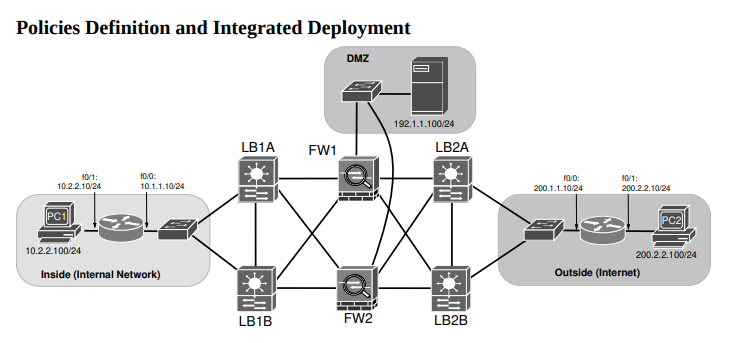 Policies Definition and Integrated Deployment
DMZ
192.1.1.100/24
LB1A
FW1
LB2A
f0/1:
10.2.2.10/24
f0/0:
10.1.1.10/24
f0/0:
200.1.1.10/24
f0/1:
200.2.2.10/24
PC1
PC2
10.2.2.100/24
200.2.2.100/24
Inside (Internal Network)
Outside (Internet)
LB1B
FW2
LB2B